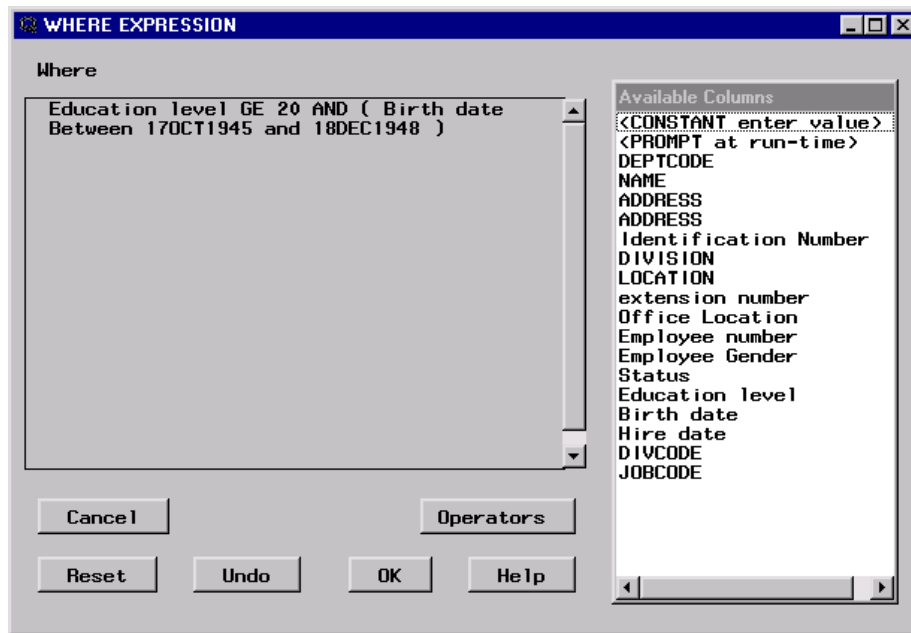 WHERE EXPRESSION
Where
Education level GE 20 AND ( Birth date
Between 17OCT1945 and 18DEC1948 )
Available Columns
<CONSTANT enter value>
<PROMPT at run-time>
DEPTCODE
NAME
ADDRESS
ADDRESS
Identification Number
DIVISION
LOCATION
extension number
Office Location
Employee number
Employee Gender
Status
Education level
Birth date
Hire date
DIVCODE
JOBCODE
Cancel
Operators
Reset
Undo
OK
Help